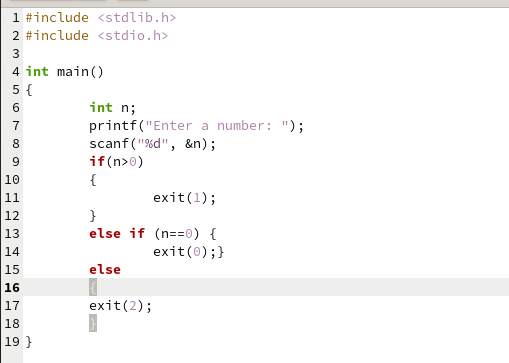 1 #include <stdlib.h>
2 #include <stdio.h>
3
4 int main()
5 {
6         int n;
7         printf("Enter a number: ");
8         scanf("%d", &n);
9         if(n>0)
10         {
11                 exit(1);
12         }
13         else if (n==0) {
14                 exit(0);}
15         else
16         {
17         exit(2);
18         }
19 }